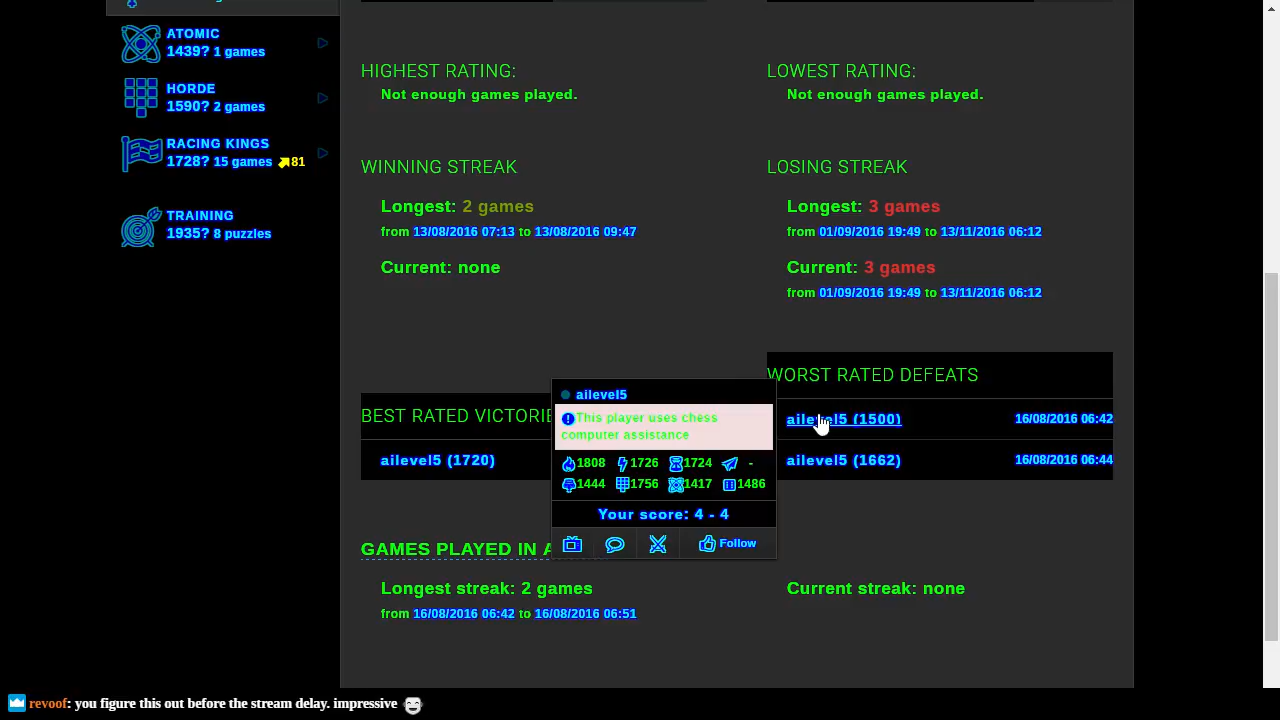 ATOMIC
1439? 1 games
HORDE
1590? 2 games
RACING KINGS
1728? 15 games 81
TRAINING
1935? 8 puzzles
HIGHEST RATING:
Not enough games played.
LOWEST RATING:
Not enough games played.
WINNING STREAK
Longest: 2 games
from 13/08/2016 07:13 to 13/08/2016 09:47
Current: none
LOSING STREAK
Longest: 3 games
from 01/09/2016 19:49 to 13/11/2016 06:12
Current: 3 games
from 01/09/2016 19:49 to 13/11/2016 06:12
BEST RATED VICTORIE
ailevel5 (1720)
WORST RATED DEFEATS
ailevel5 (1500) 16/08/2016 06:42
ailevel5 (1662) 16/08/2016 06:44
ailevel5
This player uses chess
computer assistance
1808 1726 1724 -
1444 1756 1417 1486
Your score: 4 - 4
Follow
GAMES PLAYED IN A
Longest streak: 2 games
from 16/08/2016 06:42 to 16/08/2016 06:51
Current streak: none
revoof: you figure this out before the stream delay. impressive